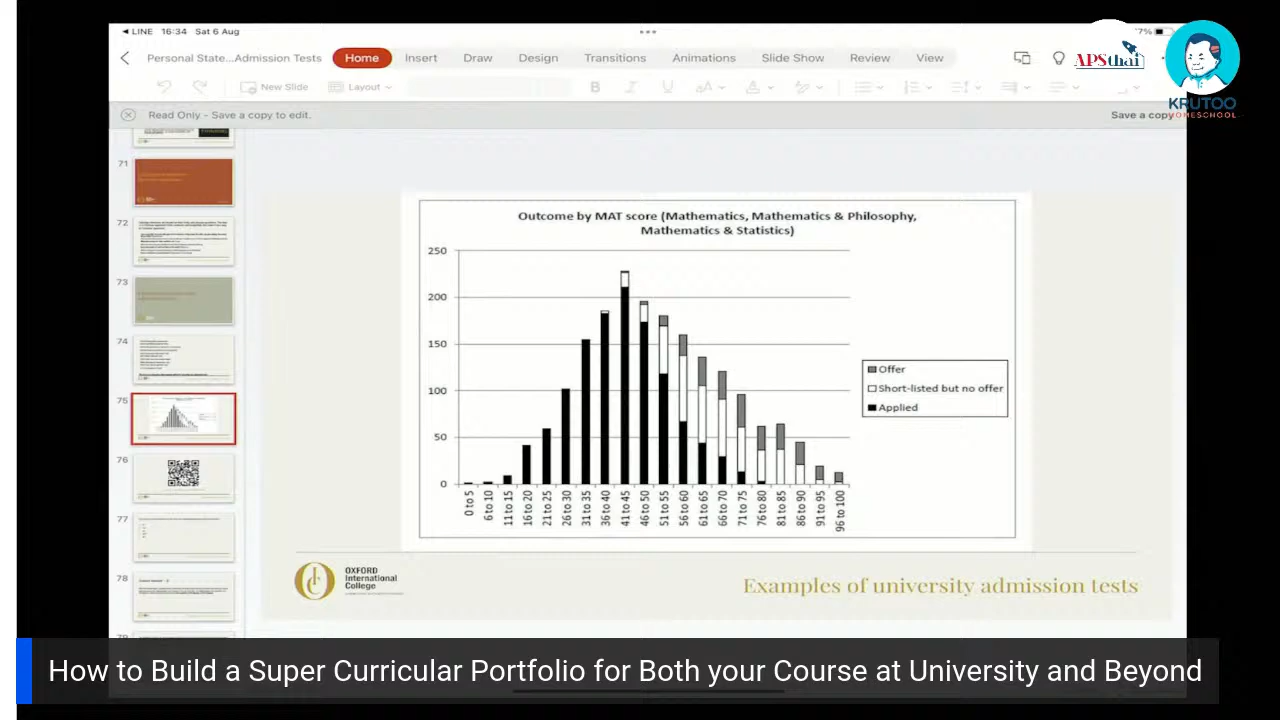 LINE 16:34 Sat 6 Aug
7%
Personal State...Admission Tests Home Insert Draw Design Transitions Animations Slide Show Review View
APSthai
New Slide Layout
B I U
KRUTOO
HOMESCHOOL
Read Only - Save a copy to edit.
Save a copy
71
72
73
74
75
76
77
78
Outcome by MAT score (Mathematics, Mathematics & Philosophy,
Mathematics & Statistics)
250
200
150
100
50
0
0 to 5
6 to 10
11 to 15
16 to 20
21 to 25
26 to 30
31 to 35
36 to 40
41 to 45
46 to 50
51 to 55
56 to 60
61 to 65
66 to 70
71 to 75
76 to 80
81 to 85
86 to 90
91 to 95
96 to 100
Offer
Short-listed but no offer
Applied
OXFORD
International
College
Examples of university admission tests
How to Build a Super Curricular Portfolio for Both your Course at University and Beyond